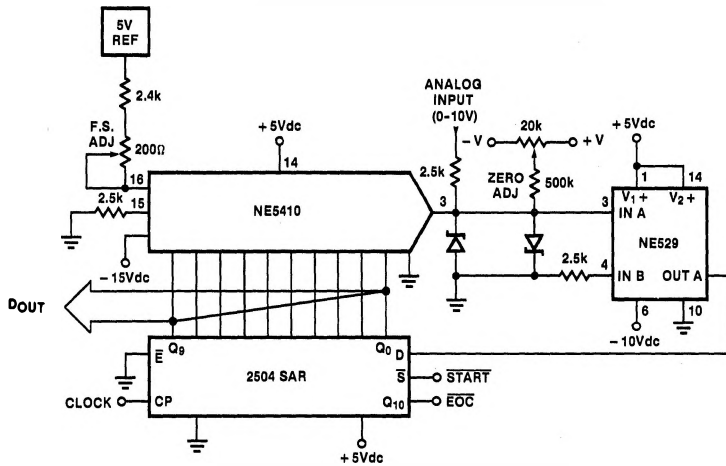 5V
REF
2.4k
F.S.
ADJ
200Ω
+5Vdc
14
16
2.5k
15
NE5410
-15Vdc
3
ANALOG
INPUT
(0-10V)
2.5k
-V
20k
+V
ZERO
ADJ
500k
2.5k
+5Vdc
1
14
V1+
V2+
3
IN A
NE529
4
IN B
OUT A
6
10
-10Vdc
DOUT
Q9
Q0
E̅
D
2504 SAR
S̅
S̅T̅A̅R̅T̅
CLOCK
CP
Q10
E̅O̅C̅
+5Vdc